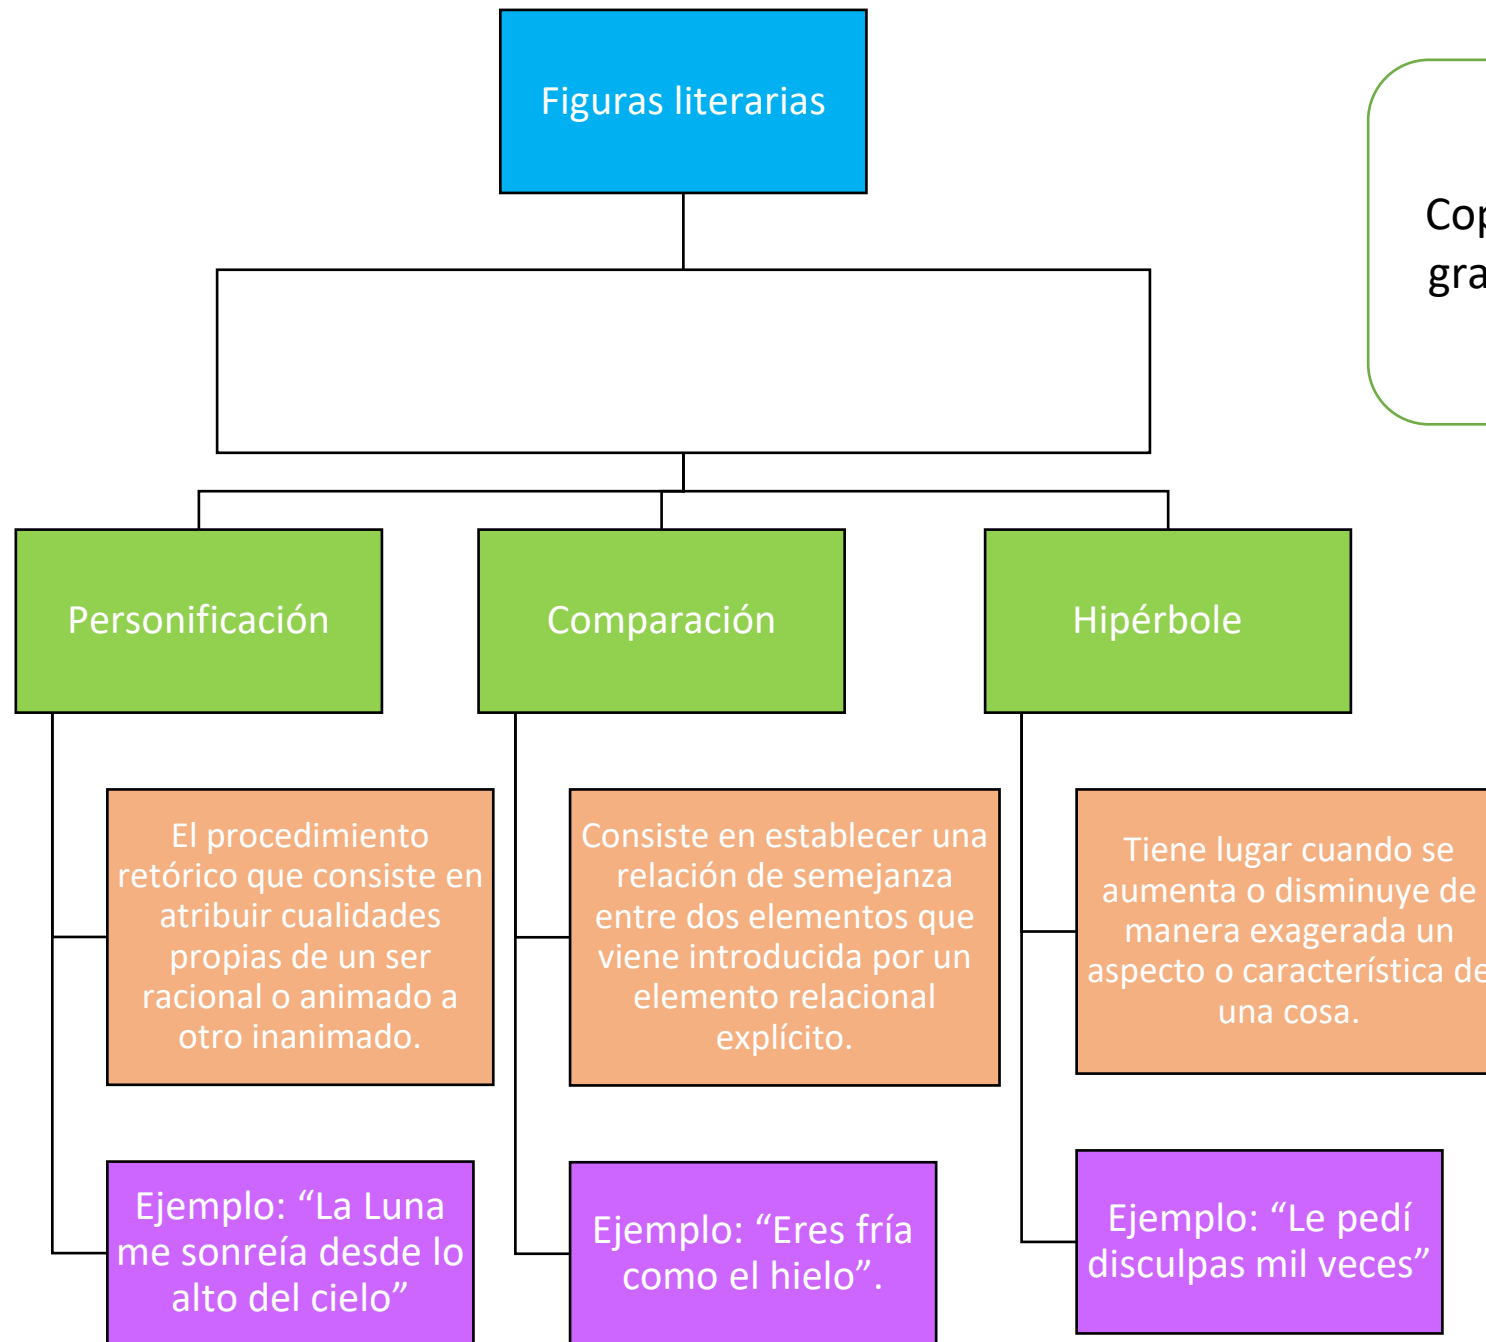 Figuras literarias
Personificación
Comparación
Hipérbole
El procedimiento
retórico que consiste en
atribuir cualidades
propias de un ser
racional o animado a
otro inanimado.
Consiste en establecer una
relación de semejanza
entre dos elementos que
viene introducida por un
elemento relacional
explícito.
Tiene lugar cuando se
aumenta o disminuye de
manera exagerada un
aspecto o característica de
una cosa.
Ejemplo: “La Luna
me sonreía desde lo
alto del cielo”
Ejemplo: “Eres fría
como el hielo”.
Ejemplo: “Le pedí
disculpas mil veces”